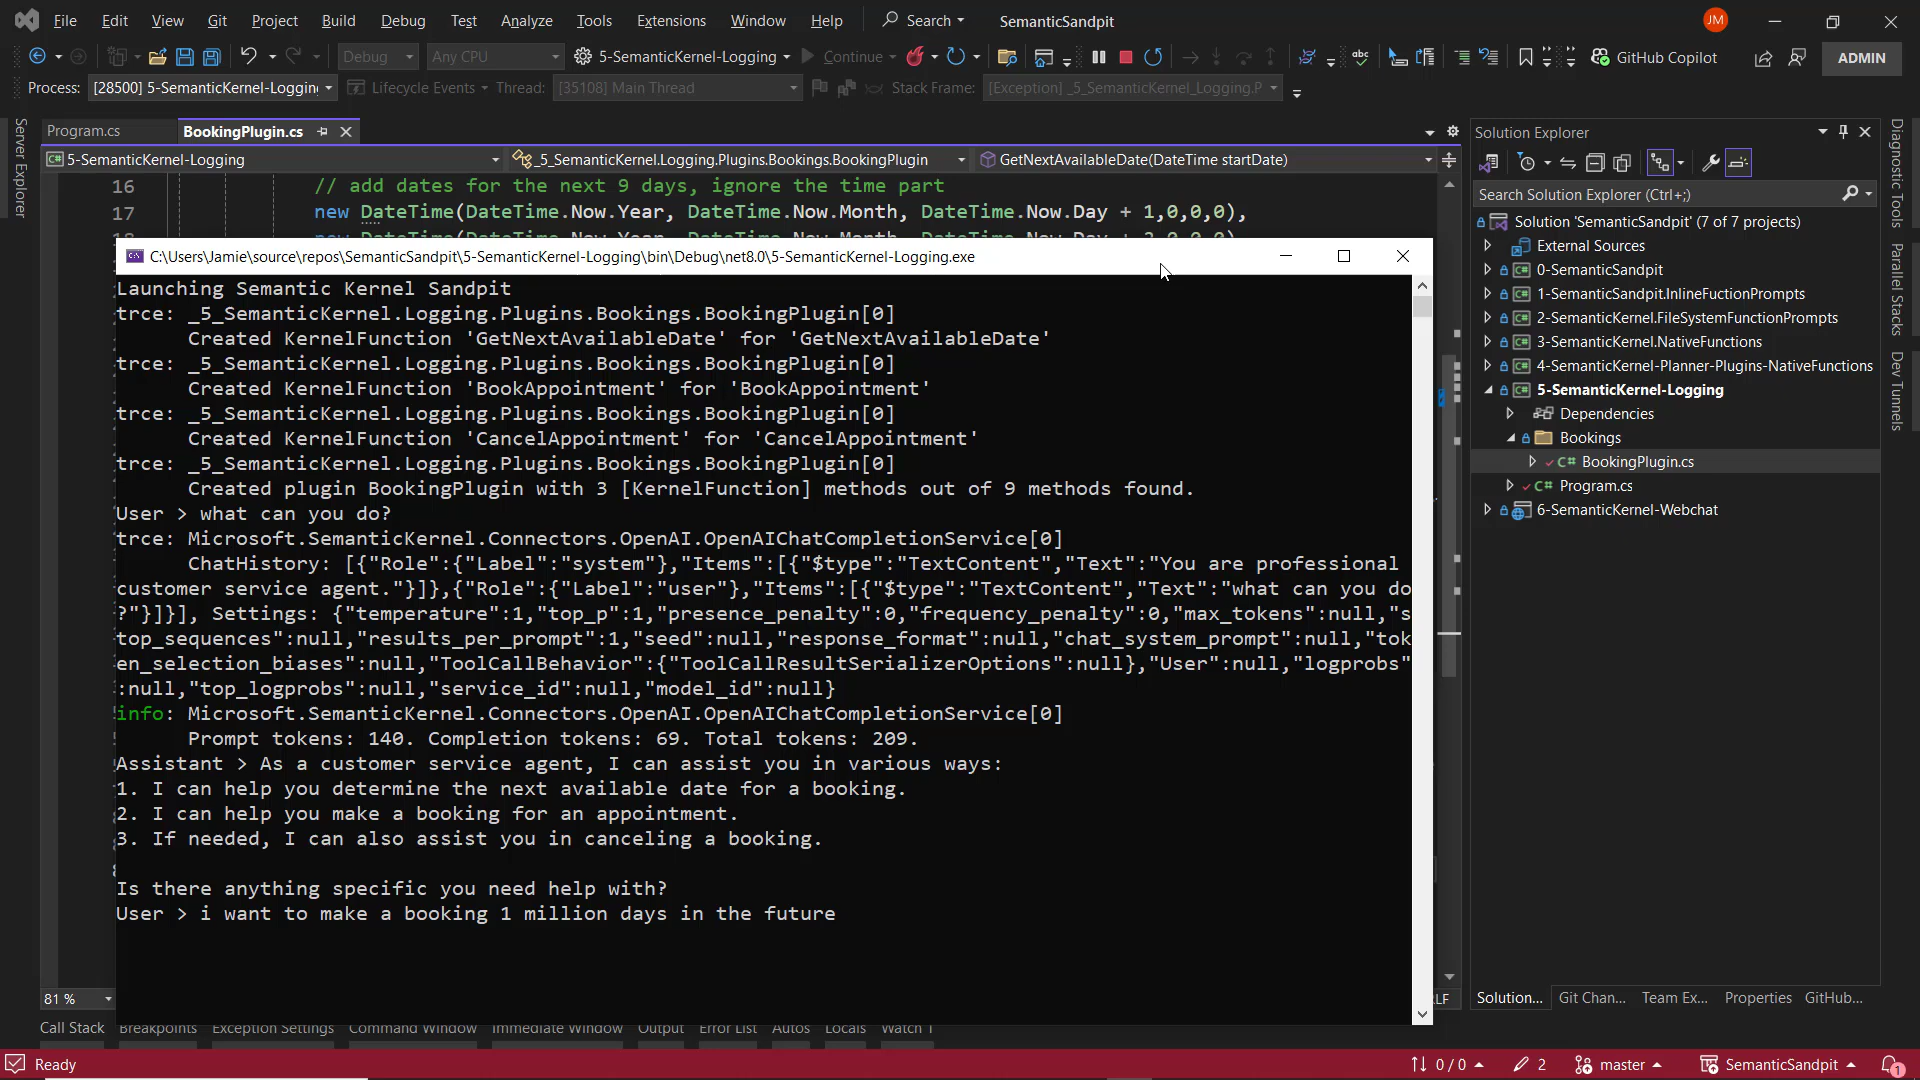 File Edit View Git Project Build Debug Test Analyze Tools Extensions Window Help Search SemanticSandpit JM
Debug Any CPU 5-SemanticKernel-Logging Continue GitHub Copilot ADMIN
Process: [28500] 5-SemanticKernel-Loggin Lifecycle Events Thread: [35108] Main Thread Stack Frame: [Exception] _5_SemanticKernel_Logging.P
Server Explorer
Program.cs BookingPlugin.cs
5-SemanticKernel-Logging _5_SemanticKernel.Logging.Plugins.Bookings.BookingPlugin GetNextAvailableDate(DateTime startDate)
16 // add dates for the next 9 days, ignore the time part
17 new DateTime(DateTime.Now.Year, DateTime.Now.Month, DateTime.Now.Day + 1,0,0,0),
C:\Users\Jamie\source\repos\SemanticSandpit\5-SemanticKernel-Logging\bin\Debug\net8.0\5-SemanticKernel-Logging.exe
Launching Semantic Kernel Sandpit
trce: _5_SemanticKernel.Logging.Plugins.Bookings.BookingPlugin[0]
Created KernelFunction 'GetNextAvailableDate' for 'GetNextAvailableDate'
trce: _5_SemanticKernel.Logging.Plugins.Bookings.BookingPlugin[0]
Created KernelFunction 'BookAppointment' for 'BookAppointment'
trce: _5_SemanticKernel.Logging.Plugins.Bookings.BookingPlugin[0]
Created KernelFunction 'CancelAppointment' for 'CancelAppointment'
trce: _5_SemanticKernel.Logging.Plugins.Bookings.BookingPlugin[0]
Created plugin BookingPlugin with 3 [KernelFunction] methods out of 9 methods found.
User > what can you do?
trce: Microsoft.SemanticKernel.Connectors.OpenAI.OpenAIChatCompletionService[0]
ChatHistory: [{"Role":{"Label":"system"},"Items":[{"$type":"TextContent","Text":"You are professional
customer service agent."}]},{"Role":{"Label":"user"},"Items":[{"$type":"TextContent","Text":"what can you do
?"}]}], Settings: {"temperature":1,"top_p":1,"presence_penalty":0,"frequency_penalty":0,"max_tokens":null,"s
top_sequences":null,"results_per_prompt":1,"seed":null,"response_format":null,"chat_system_prompt":null,"tok
en_selection_biases":null,"ToolCallBehavior":{"ToolCallResultSerializerOptions":null},"User":null,"logprobs"
:null,"top_logprobs":null,"service_id":null,"model_id":null}
info: Microsoft.SemanticKernel.Connectors.OpenAI.OpenAIChatCompletionService[0]
Prompt tokens: 140. Completion tokens: 69. Total tokens: 209.
Assistant > As a customer service agent, I can assist you in various ways:
1. I can help you determine the next available date for a booking.
2. I can help you make a booking for an appointment.
3. If needed, I can also assist you in canceling a booking.
Is there anything specific you need help with?
User > i want to make a booking 1 million days in the future
81 %
Call Stack Breakpoints Exception Settings Command Window Immediate Window Output Error List Autos Locals Watch 1
Solution Explorer
Search Solution Explorer (Ctrl+;)
Solution 'SemanticSandpit' (7 of 7 projects)
External Sources
0-SemanticSandpit
1-SemanticSandpit.InlineFuctionPrompts
2-SemanticKernel.FileSystemFunctionPrompts
3-SemanticKernel.NativeFunctions
4-SemanticKernel-Planner-Plugins-NativeFunctions
5-SemanticKernel-Logging
Dependencies
Bookings
BookingPlugin.cs
Program.cs
6-SemanticKernel-Webchat
Solution... Git Chan... Team Ex... Properties GitHub...
Diagnostic Tools
Parallel Stacks
Dev Tunnels
Ready 0 / 0 2 master SemanticSandpit 1